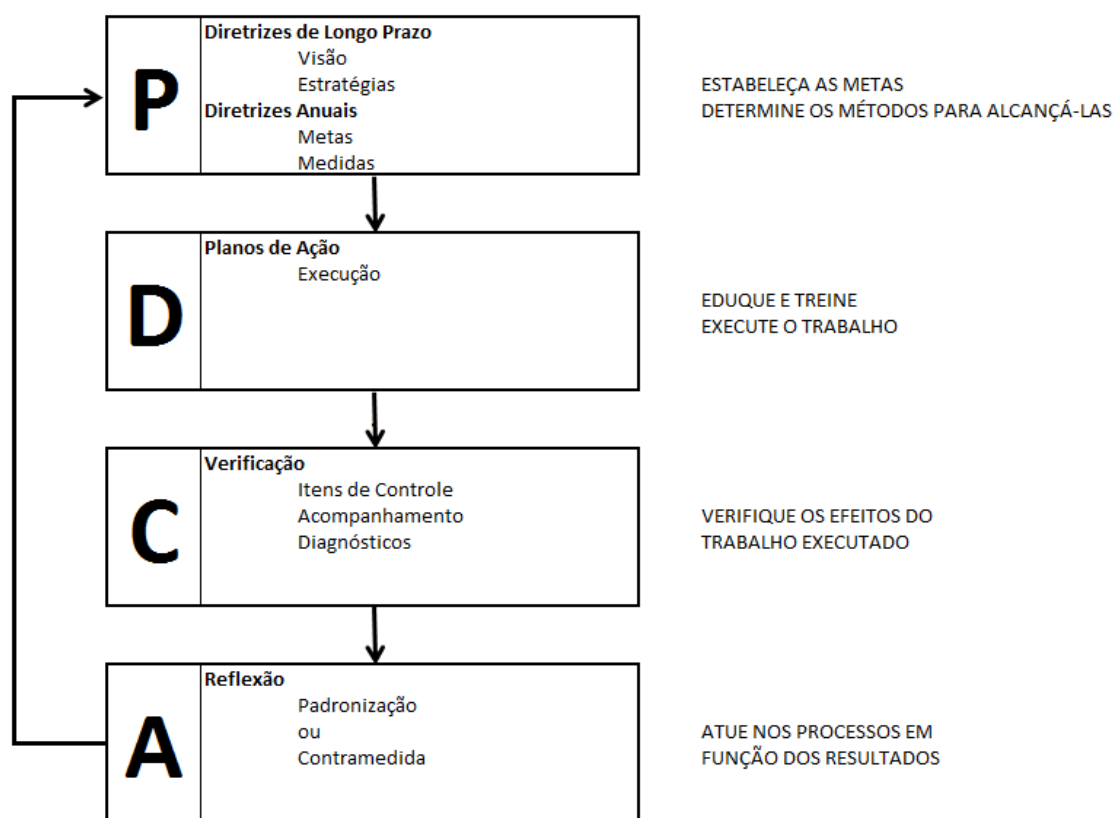 P
Diretrizes de Longo Prazo
Visão
Estratégias
Diretrizes Anuais
Metas
Medidas
ESTABELEÇA AS METAS
DETERMINE OS MÉTODOS PARA ALCANÇÁ-LAS
D
Planos de Ação
Execução
EDUQUE E TREINE
EXECUTE O TRABALHO
C
Verificação
Itens de Controle
Acompanhamento
Diagnósticos
VERIFIQUE OS EFEITOS DO
TRABALHO EXECUTADO
A
Reflexão
Padronização
ou
Contramedida
ATUE NOS PROCESSOS EM
FUNÇÃO DOS RESULTADOS